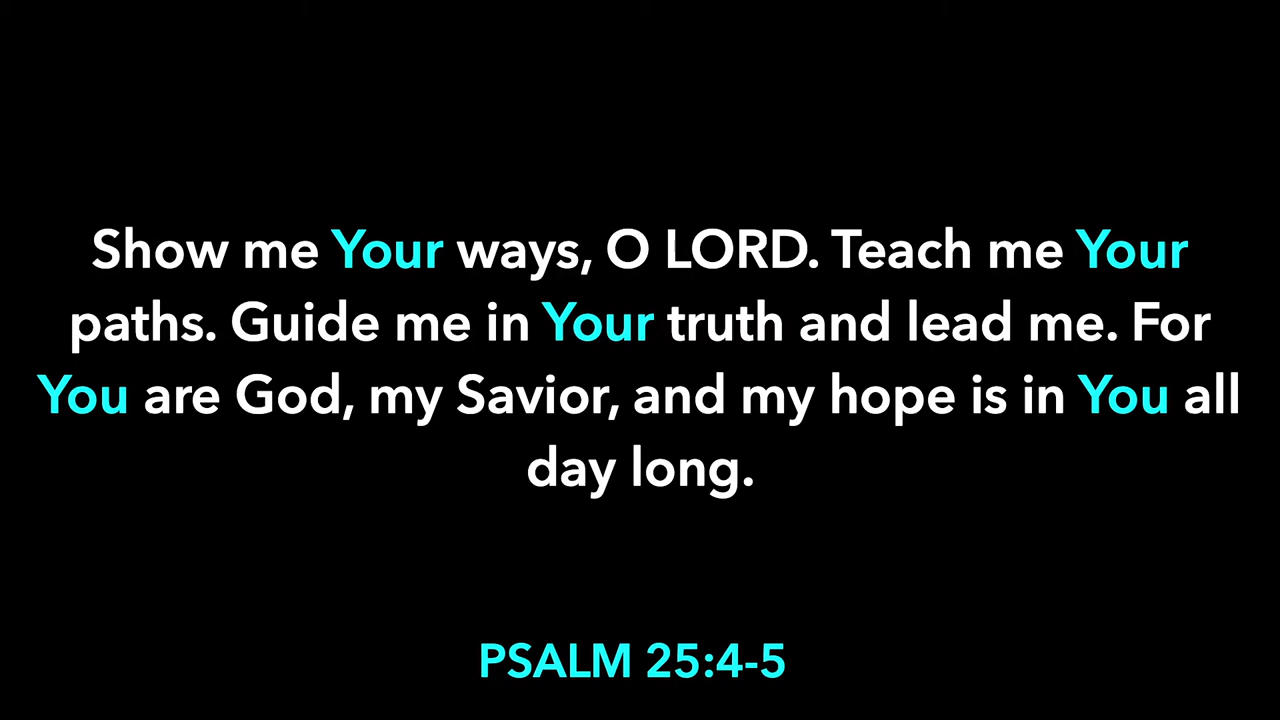 Show me Your ways, O LORD. Teach me Your
paths. Guide me in Your truth and lead me. For
You are God, my Savior, and my hope is in You all
day long.
PSALM 25:4-5